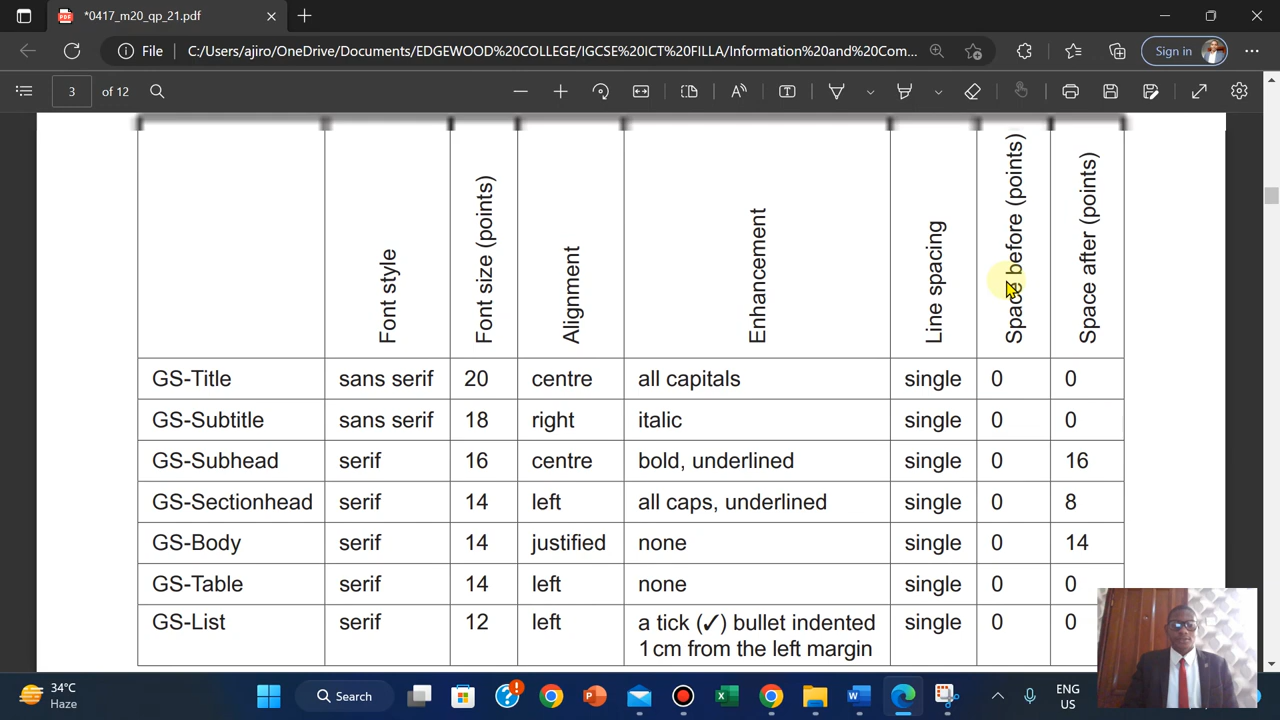 *0417_m20_qp_21.pdf
File C:/Users/ajiro/OneDrive/Documents/EDGEWOOD%20COLLEGE/IGCSE%20ICT%20FILLA/Information%20and%20Com... Sign in
3 of 12
Font style Font size (points) Alignment Enhancement Line spacing Space before (points) Space after (points)
GS-Title sans serif 20 centre all capitals single 0 0
GS-Subtitle sans serif 18 right italic single 0 0
GS-Subhead serif 16 centre bold, underlined single 0 16
GS-Sectionhead serif 14 left all caps, underlined single 0 8
GS-Body serif 14 justified none single 0 14
GS-Table serif 14 left none single 0 0
GS-List serif 12 left a tick (✓) bullet indented single 0 0
1 cm from the left margin
34°C
Haze
Search
ENG
US